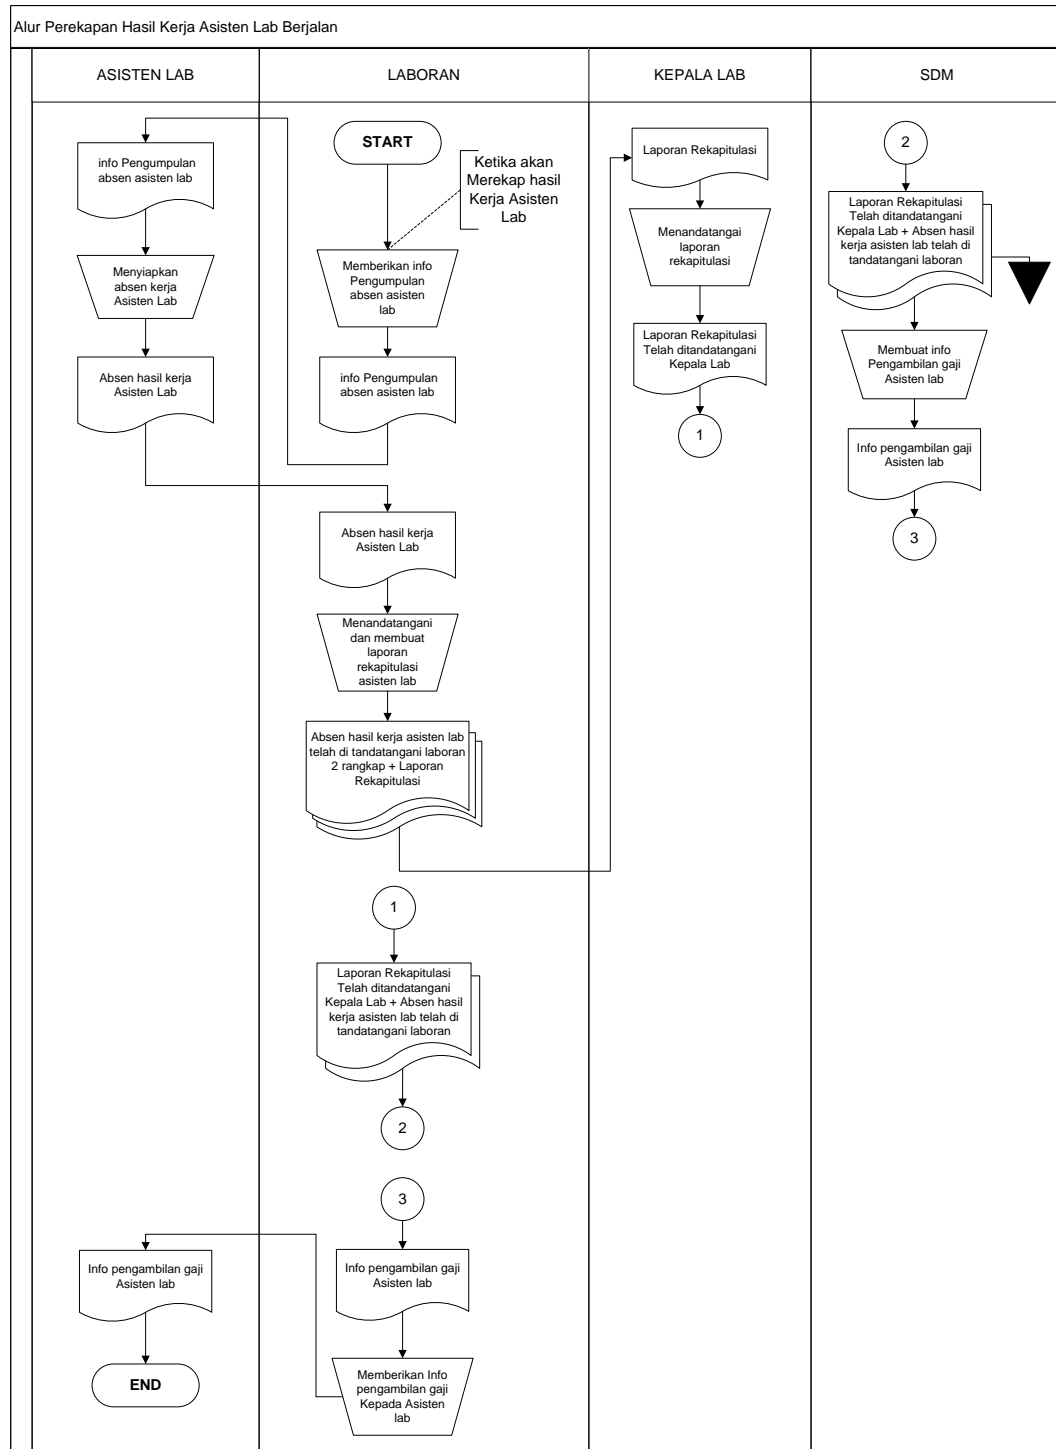 Alur Perekapan Hasil Kerja Asisten Lab Berjalan
ASISTEN LAB
LABORAN
KEPALA LAB
SDM
info Pengumpulan
absen asisten lab
Menyiapkan
absen kerja
Asisten Lab
Absen hasil kerja
Asisten Lab
START
Ketika akan
Merekap hasil
Kerja Asisten
Lab
Memberikan info
Pengumpulan
absen asisten
lab
info Pengumpulan
absen asisten lab
Absen hasil kerja
Asisten Lab
Menandatangani
dan membuat
laporan
rekapitulasi
asisten lab
Absen hasil kerja asisten lab
telah di tandatangani laboran
2 rangkap + Laporan
Rekapitulasi
Laporan Rekapitulasi
Menandatangai
laporan
rekapitulasi
Laporan Rekapitulasi
Telah ditandatangani
Kepala Lab
1
1
Laporan Rekapitulasi
Telah ditandatangani
Kepala Lab + Absen hasil
kerja asisten lab telah di
tandatangani laboran
2
2
Laporan Rekapitulasi
Telah ditandatangani
Kepala Lab + Absen hasil
kerja asisten lab telah di
tandatangani laboran
Membuat info
Pengambilan gaji
Asisten lab
Info pengambilan gaji
Asisten lab
3
3
Info pengambilan gaji
Asisten lab
Memberikan Info
pengambilan gaji
Kepada Asisten
lab
Info pengambilan gaji
Asisten lab
END